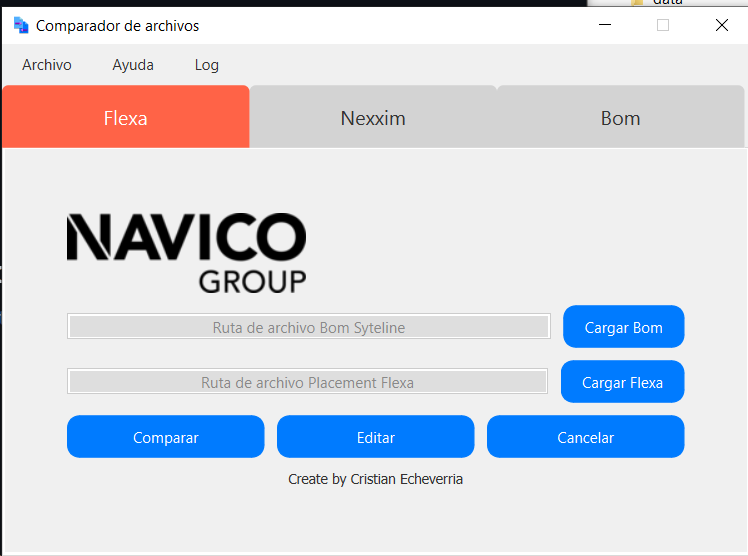 data
Comparador de archivos
Archivo Ayuda Log
Flexa Nexxim Bom
NAVICO
GROUP
Ruta de archivo Bom Syteline Cargar Bom
Ruta de archivo Placement Flexa Cargar Flexa
Comparar Editar Cancelar
Create by Cristian Echeverria